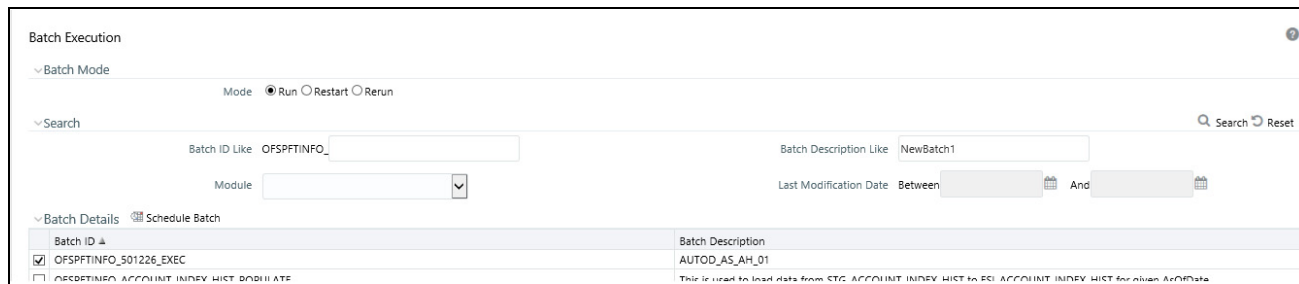 Batch Execution
Batch Mode
Mode Run Restart Rerun
Search Search Reset
Batch ID Like OFSPFTINFO_ Batch Description Like NewBatch1
Module Last Modification Date Between And
Batch Details Schedule Batch
Batch ID Batch Description
OFSPFTINFO_501226_EXEC AUTOD_AS_AH_01
OFSPFTINFO_ACCOUNT_INDEX_HIST_POPULATE This is used to load data from STG_ACCOUNT_INDEX_HIST to FSI_ACCOUNT_INDEX_HIST for given AsOfDate